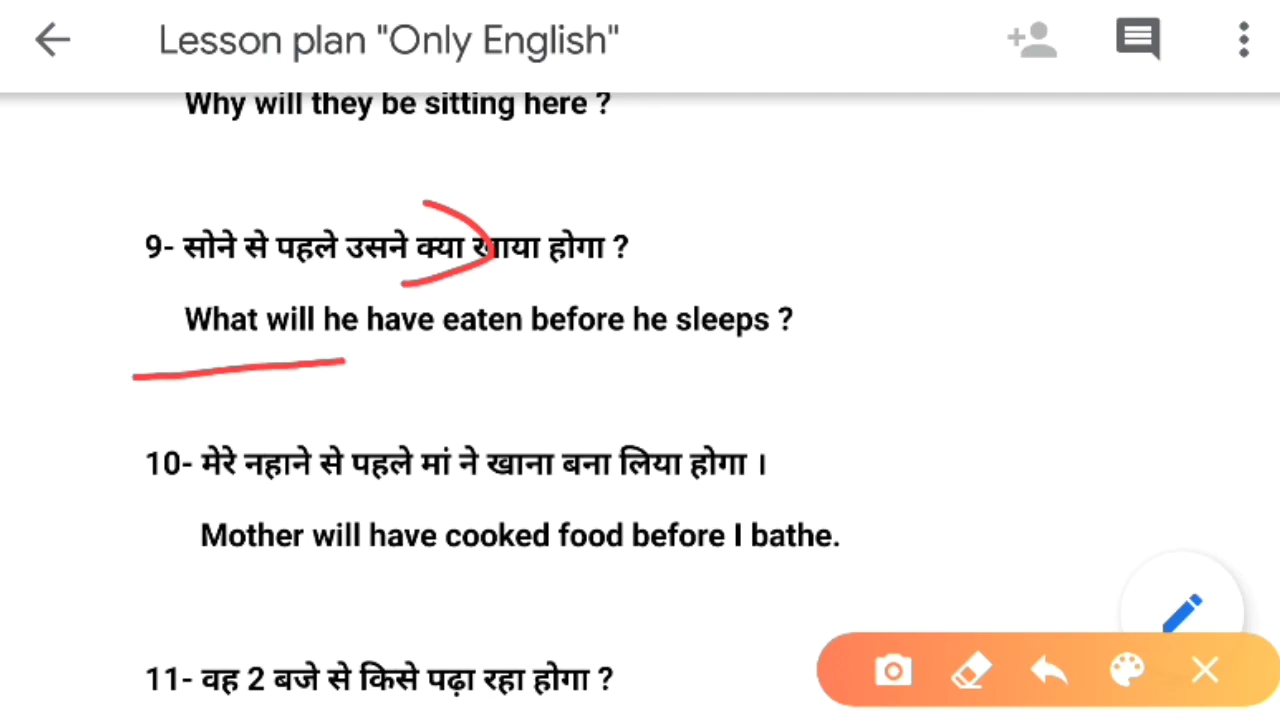 Lesson plan "Only English"
Why will they be sitting here ?
9- सोने से पहले उसने क्या खाया होगा ?
What will he have eaten before he sleeps ?
10- मेरे नहाने से पहले मां ने खाना बना लिया होगा ।
Mother will have cooked food before I bathe.
11- वह 2 बजे से किसे पढ़ा रहा होगा ?